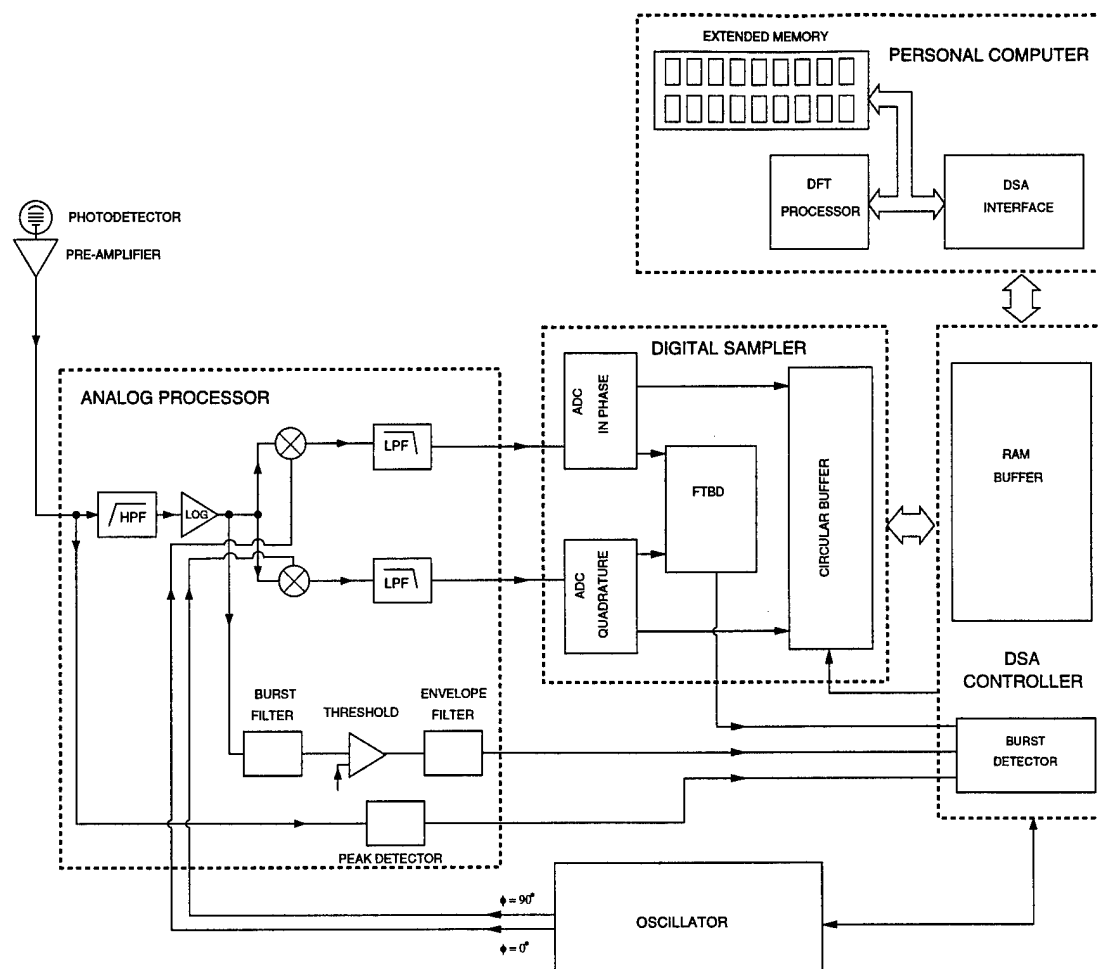 EXTENDED MEMORY
PERSONAL COMPUTER
DFT
PROCESSOR
DSA
INTERFACE
PHOTODETECTOR
PRE-AMPLIFIER
ANALOG PROCESSOR
HPF
LOG
LPF
LPF
BURST
FILTER
THRESHOLD
ENVELOPE
FILTER
PEAK DETECTOR
DIGITAL SAMPLER
ADC
IN PHASE
FTBD
ADC
QUADRATURE
CIRCULAR BUFFER
RAM
BUFFER
DSA
CONTROLLER
BURST
DETECTOR
ϕ = 90°
ϕ = 0°
OSCILLATOR